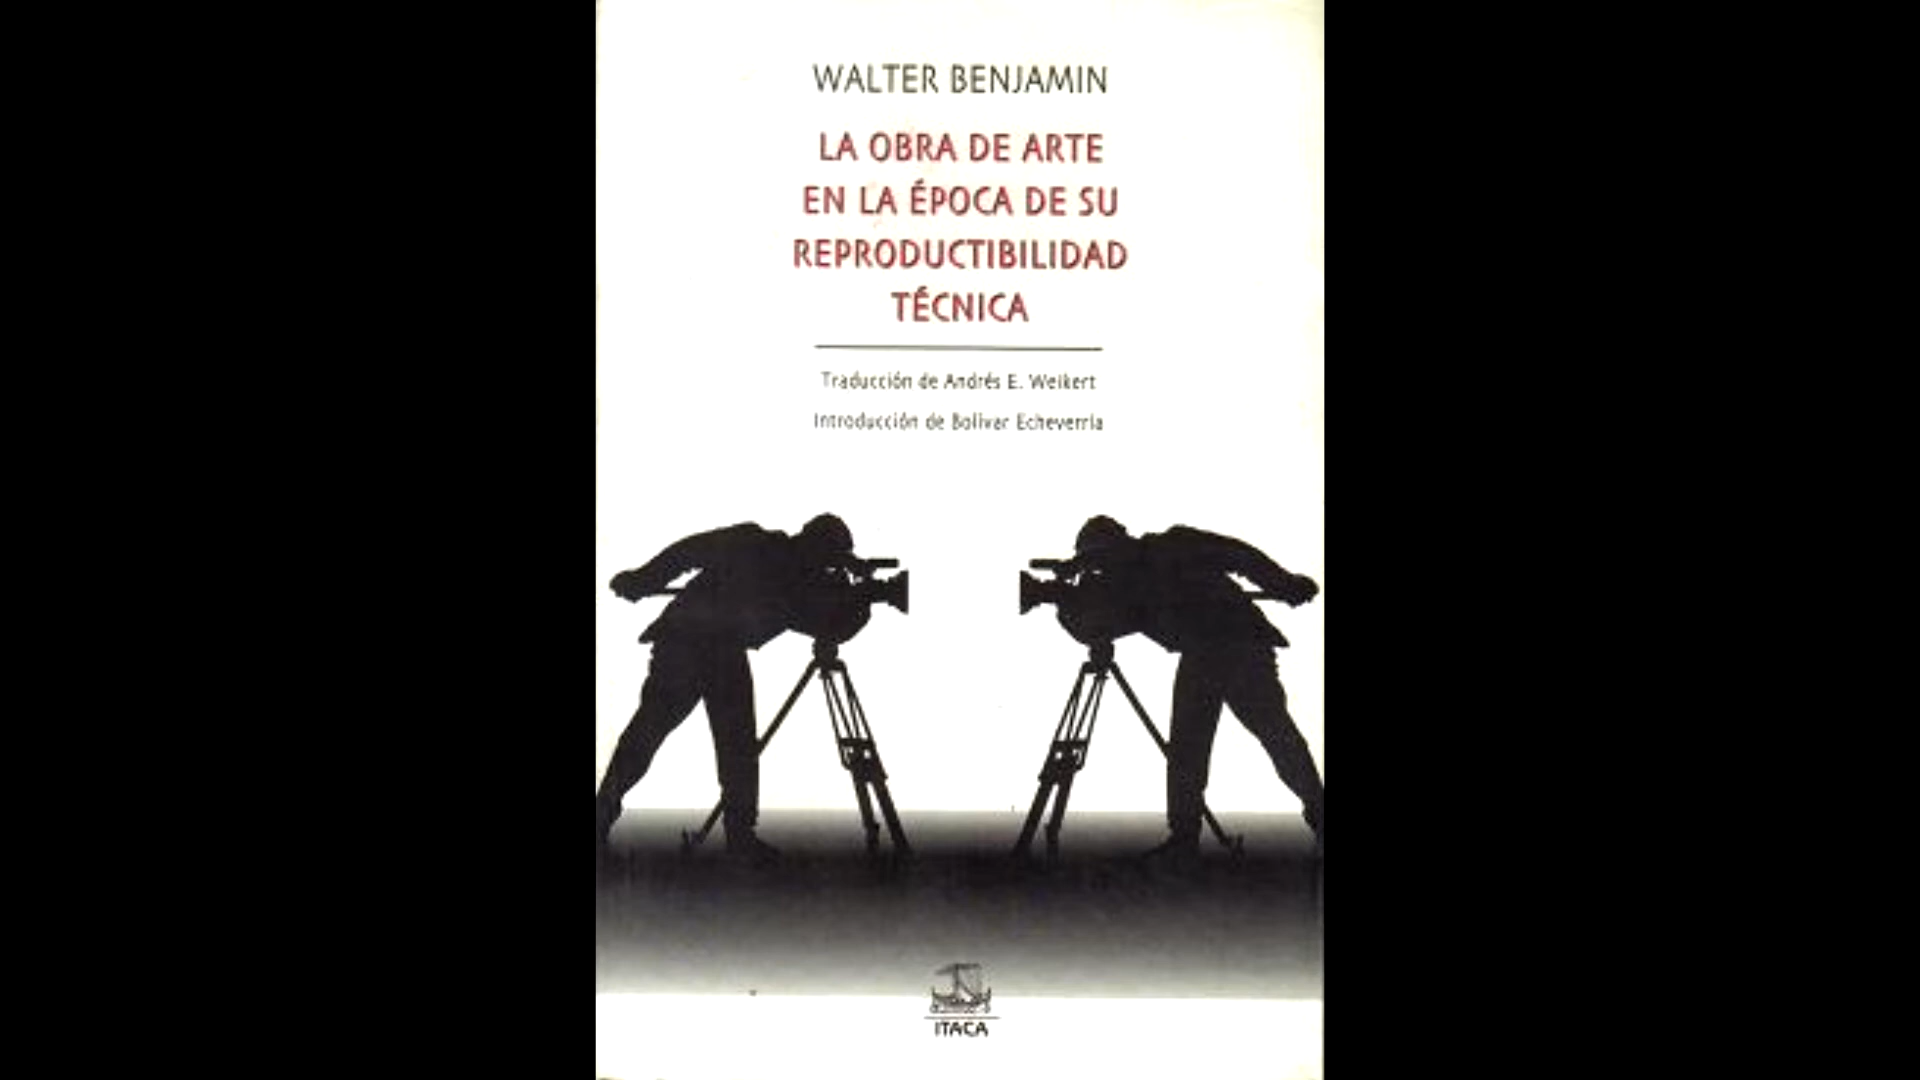 WALTER BENJAMIN
LA OBRA DE ARTE
EN LA ÉPOCA DE SU
REPRODUCTIBILIDAD
TÉCNICA
Traducción de Andrés E. Weikert
Introducción de Bolívar Echeverría
ITACA